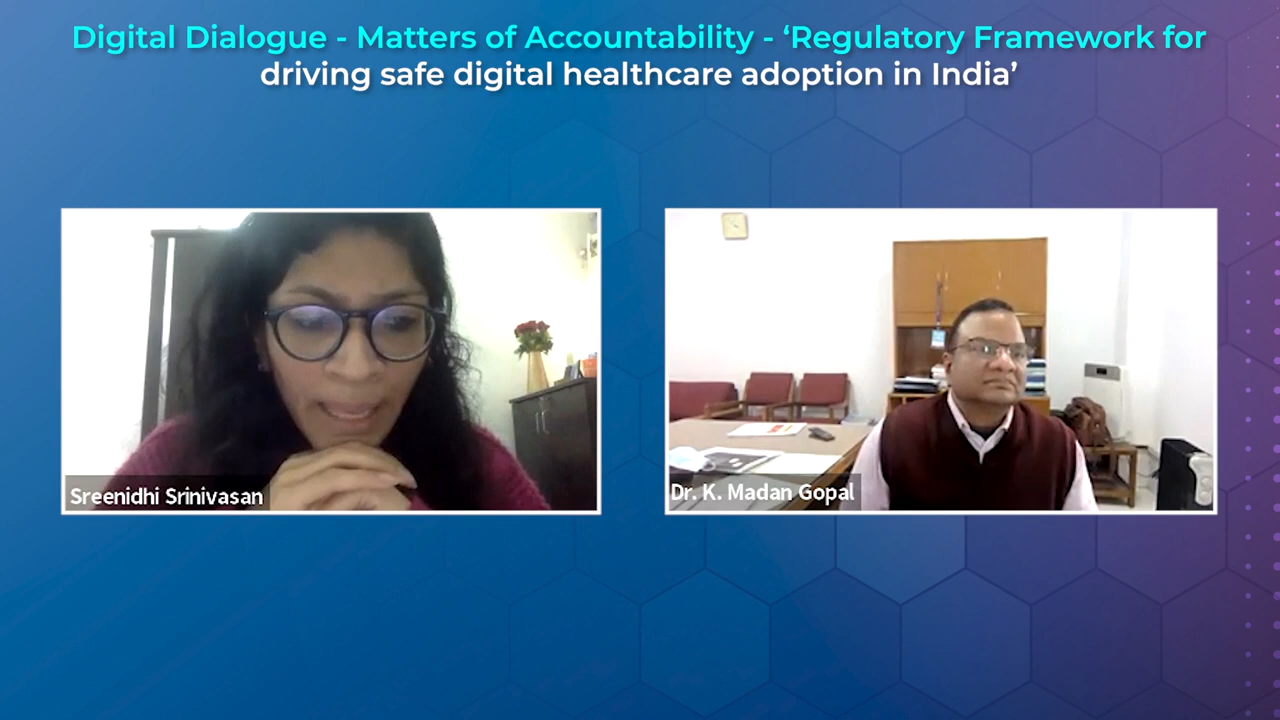 Digital Dialogue - Matters of Accountability - ‘Regulatory Framework for
driving safe digital healthcare adoption in India’
Sreenidhi Srinivasan
Dr. K. Madan Gopal